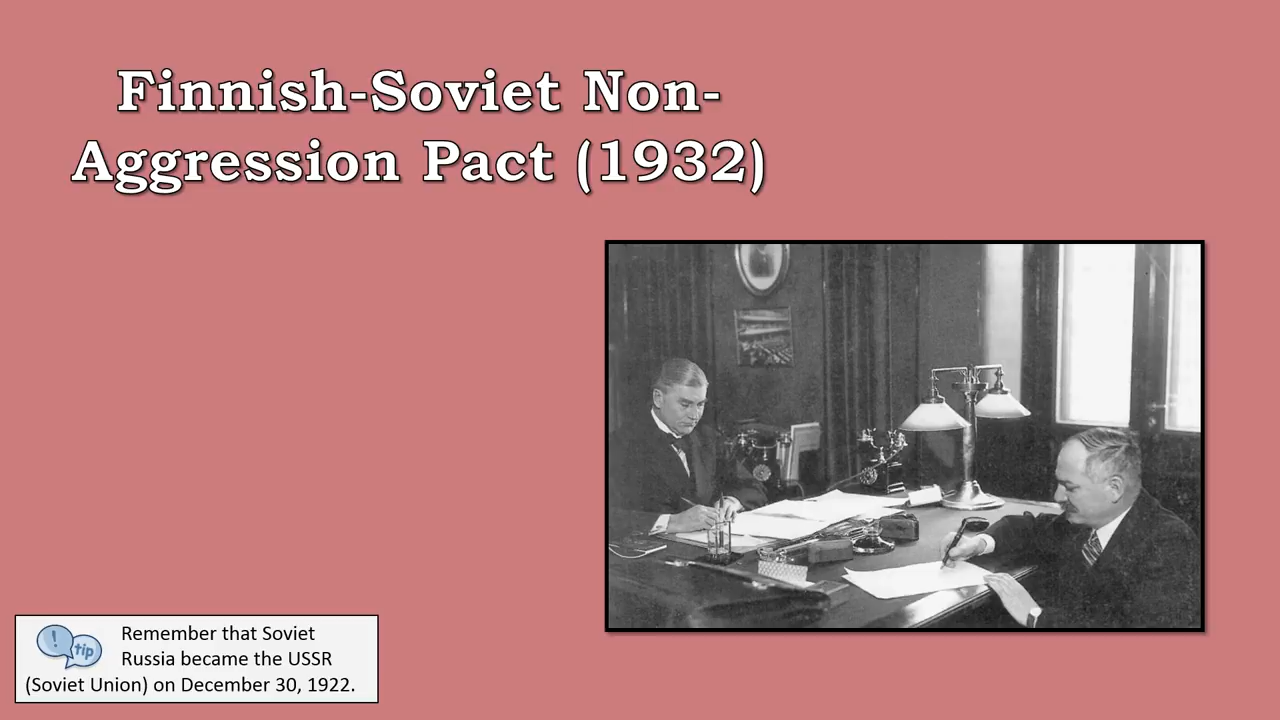 Finnish-Soviet Non-
Aggression Pact (1932)
! tip
Remember that Soviet
Russia became the USSR
(Soviet Union) on December 30, 1922.